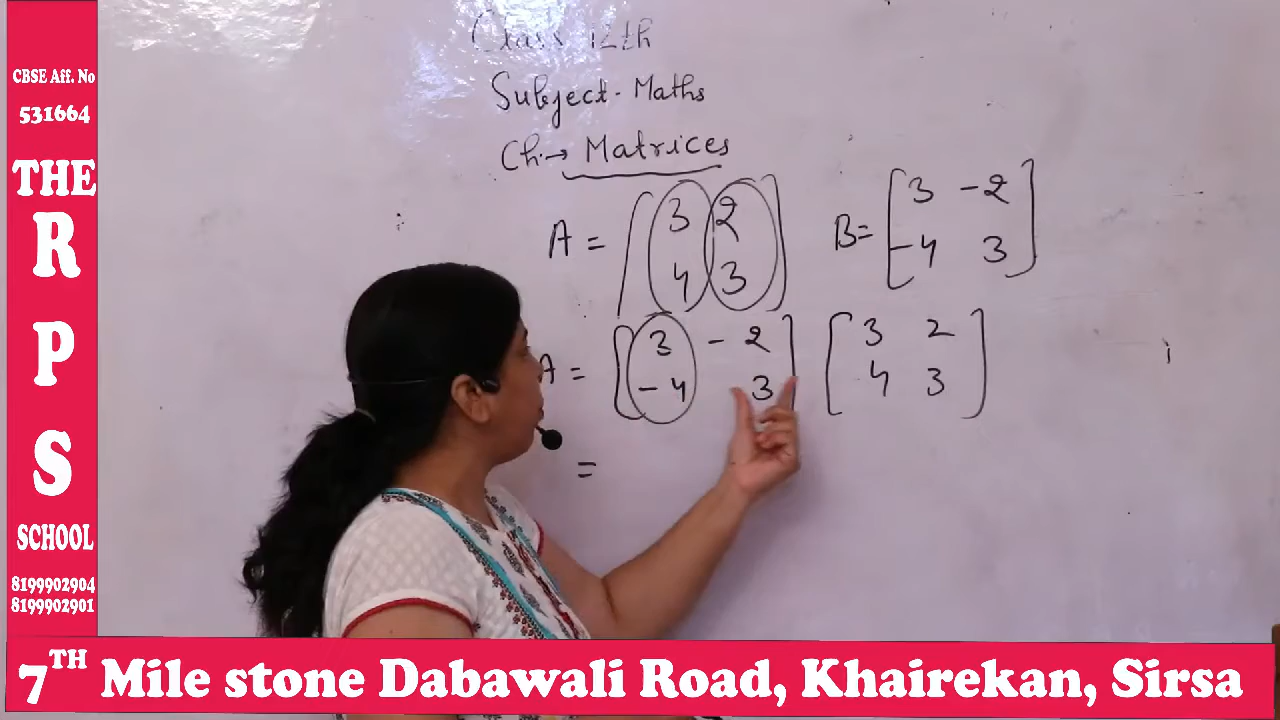 CBSE Aff. No
531664
THE
R
P
S
SCHOOL
8199902904
8199902901
Class 12th
Subject - Maths
Ch. → Matrices
A = [3 2
4 3]
B = [3 -2
-4 3]
A = [3 -2
-4 3] [3 2
4 3]
=
7TH Mile stone Dabawali Road, Khairekan, Sirsa